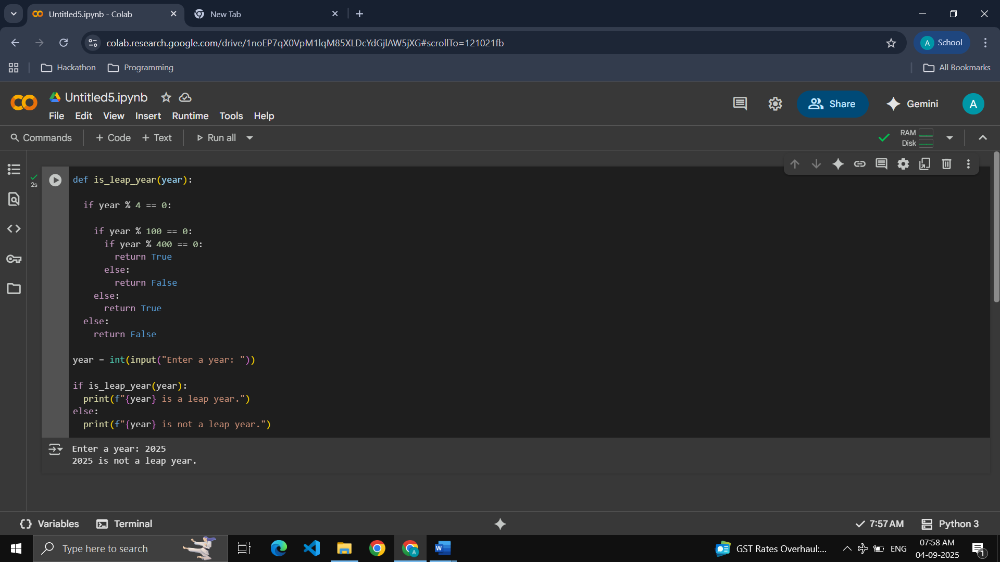 Untitled5.ipynb - Colab
New Tab
colab.research.google.com/drive/1noEP7qX0VpM1lqM85XLDcYdGjlAW5jXG#scrollTo=121021fb
A School
Hackathon
Programming
All Bookmarks
Untitled5.ipynb
File Edit View Insert Runtime Tools Help
Share
Gemini
A
Commands
+ Code
+ Text
Run all
RAM
Disk
2s
def is_leap_year(year):
  if year % 4 == 0:
    if year % 100 == 0:
      if year % 400 == 0:
        return True
      else:
        return False
    else:
      return True
  else:
    return False
year = int(input("Enter a year: "))
if is_leap_year(year):
  print(f"{year} is a leap year.")
else:
  print(f"{year} is not a leap year.")
Enter a year: 2025
2025 is not a leap year.
Variables
Terminal
7:57 AM
Python 3
Type here to search
A
W
GST Rates Overhaul:...
ENG
07:58 AM
04-09-2025
1